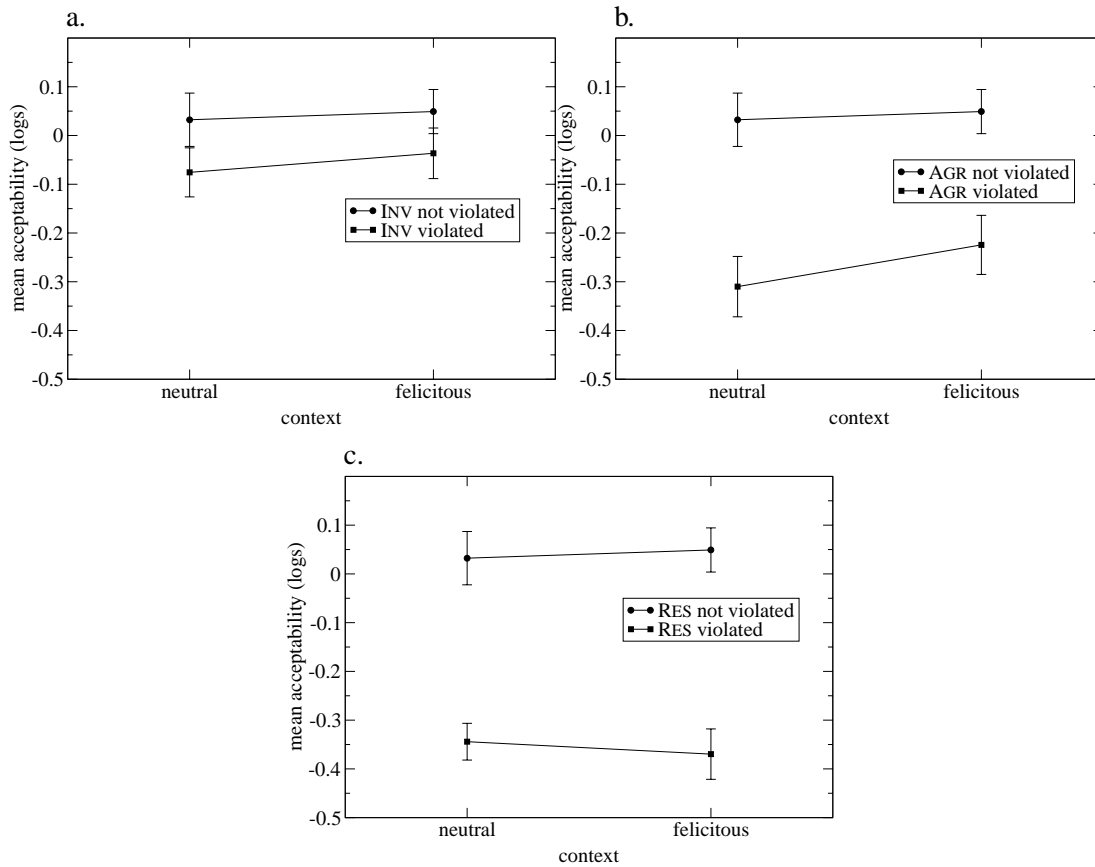 a.
mean acceptability (logs)
0.1
0
-0.1
-0.2
-0.3
-0.4
-0.5
INV not violated
INV violated
neutral
felicitous
context
b.
mean acceptability (logs)
0.1
0
-0.1
-0.2
-0.3
-0.4
-0.5
AGR not violated
AGR violated
neutral
felicitous
context
c.
mean acceptability (logs)
0.1
0
-0.1
-0.2
-0.3
-0.4
-0.5
RES not violated
RES violated
neutral
felicitous
context